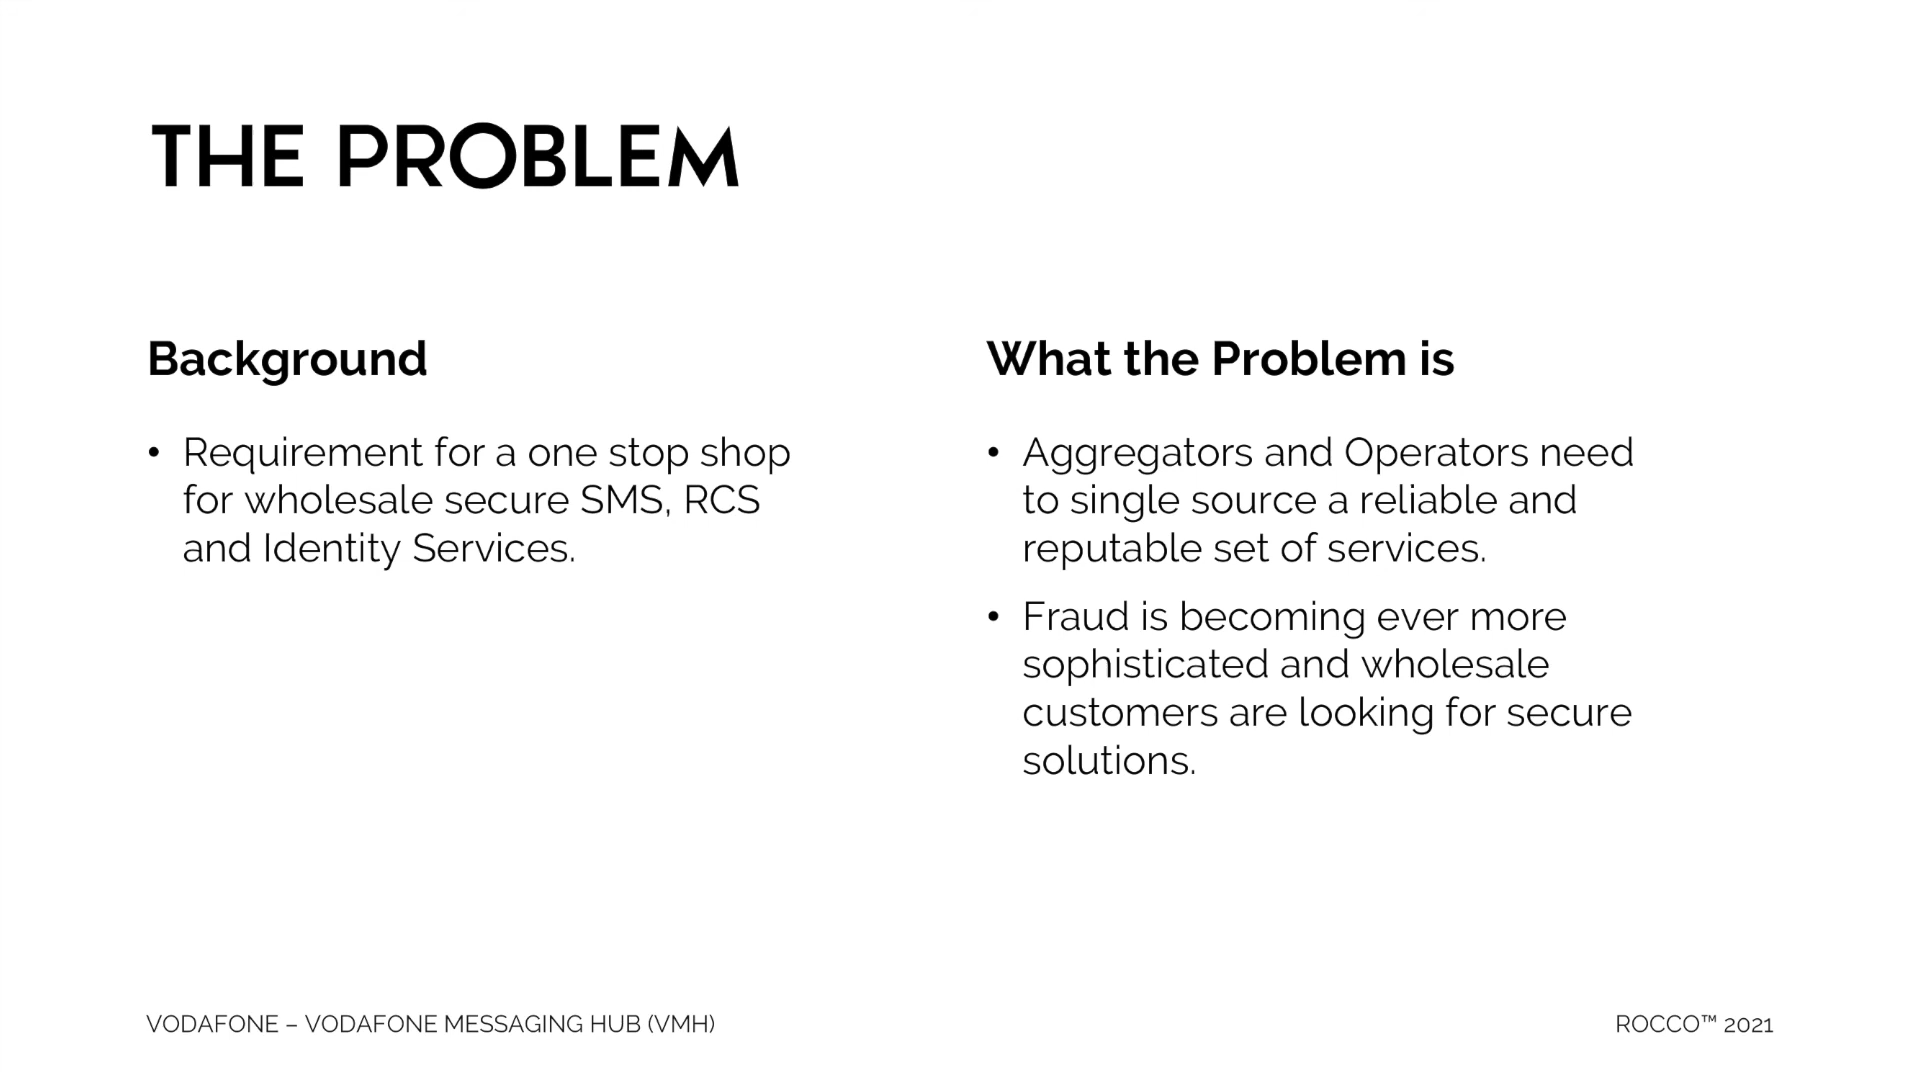 THE PROBLEM
Background
• Requirement for a one stop shop
for wholesale secure SMS, RCS
and Identity Services.
What the Problem is
• Aggregators and Operators need
to single source a reliable and
reputable set of services.
• Fraud is becoming ever more
sophisticated and wholesale
customers are looking for secure
solutions.
VODAFONE – VODAFONE MESSAGING HUB (VMH)
ROCCO™ 2021